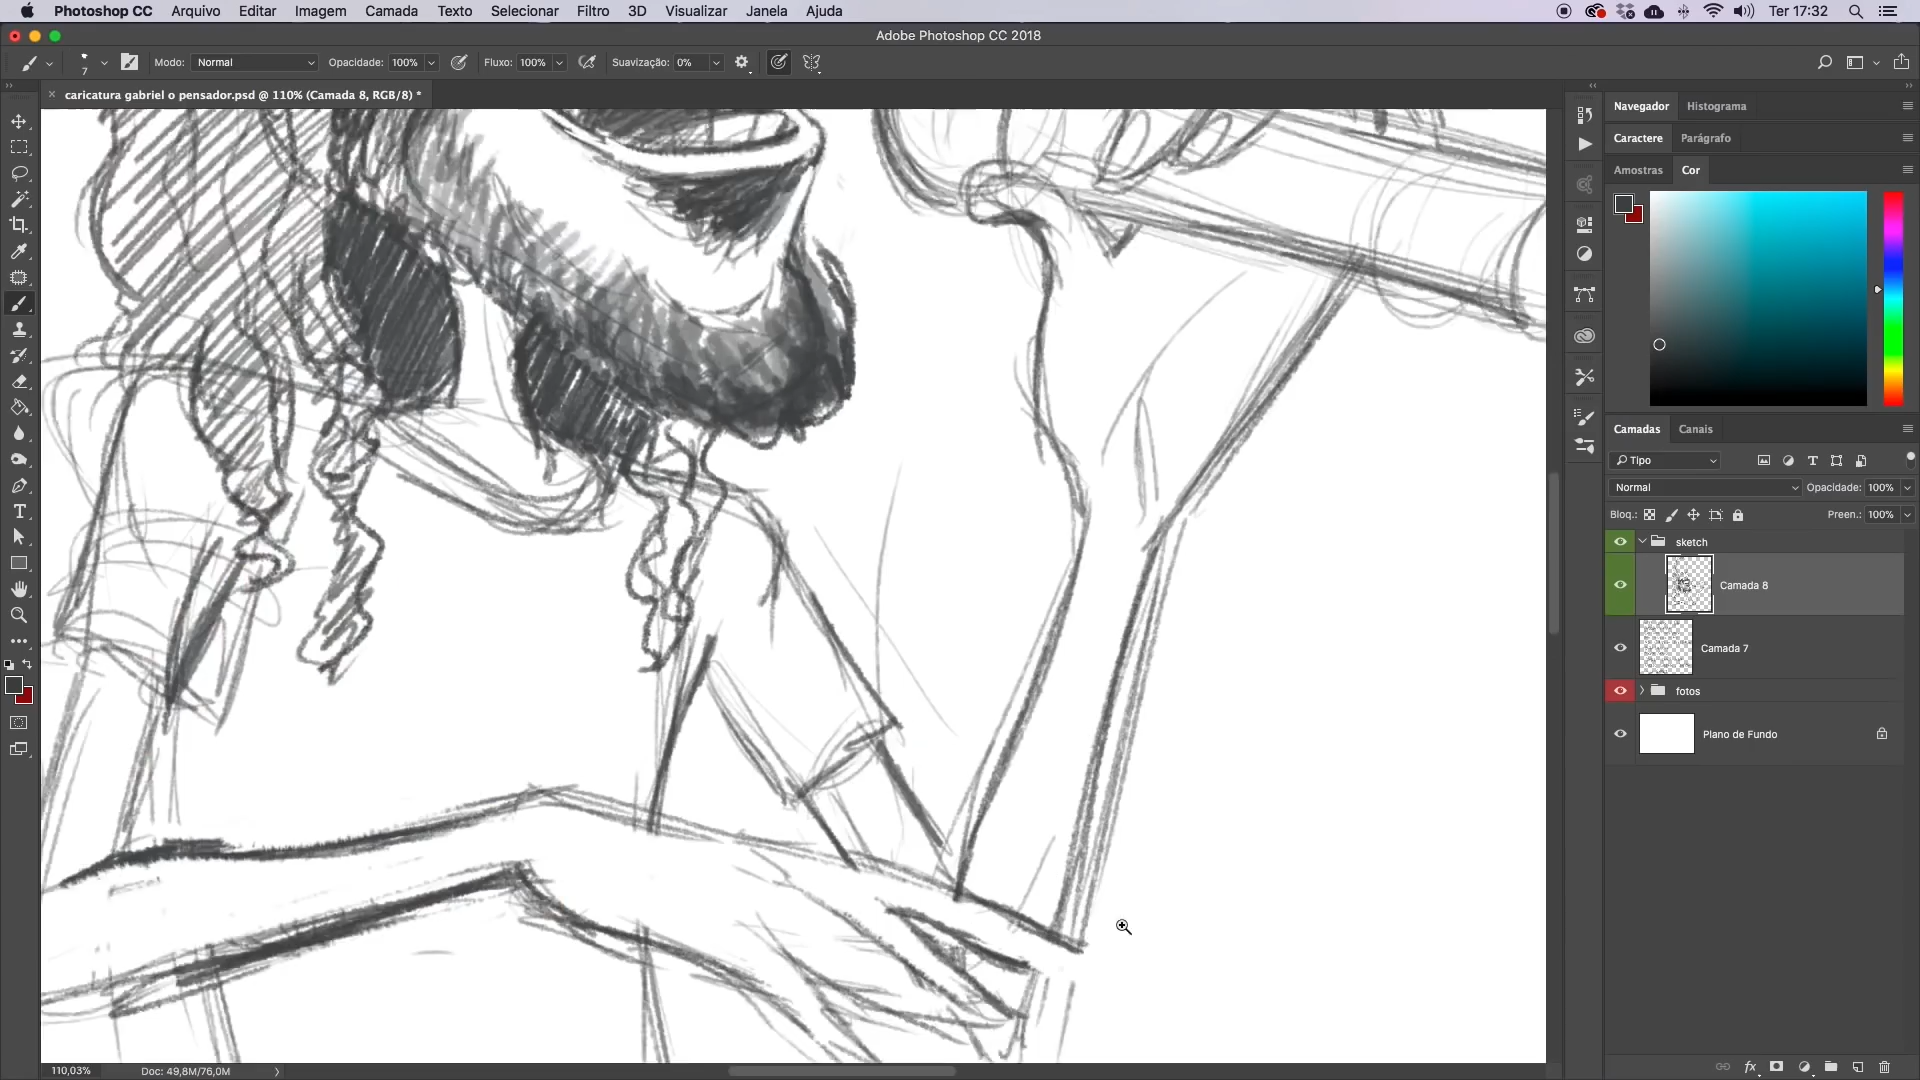 Photoshop CC Arquivo Editar Imagem Camada Texto Selecionar Filtro 3D Visualizar Janela Ajuda Ter 17:32
Adobe Photoshop CC 2018
7 Modo: Normal Opacidade: 100% Fluxo: 100% Suavização: 0%
caricatura gabriel o pensador.psd @ 110% (Camada 8, RGB/8) *
Navegador Histograma
Caractere Parágrafo
Amostras Cor
Camadas Canais
Tipo
Normal Opacidade: 100%
Bloq.: Preen.: 100%
sketch
Camada 8
Camada 7
fotos
Plano de Fundo
110,03% Doc: 49,8M/76,0M